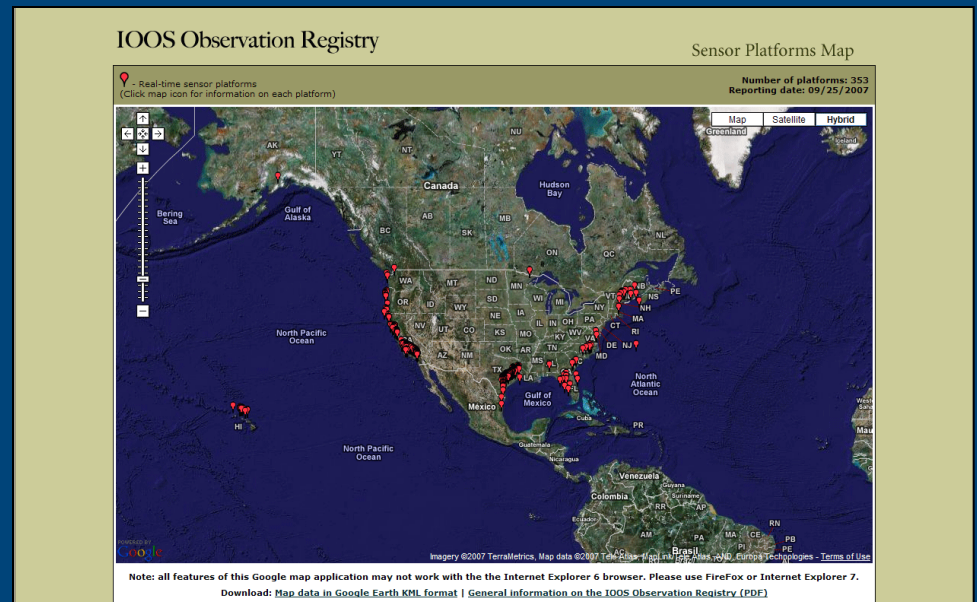 IOOS Observation Registry
Sensor Platforms Map
- Real-time sensor platforms
(Click map icon for information on each platform)
Number of platforms: 353
Reporting date: 09/25/2007
Map Satellite Hybrid
Greenland
Iceland
NU
AK
YT
NT
Canada
Hudson
Bay
Bering
Sea
Gulf of
Alaska
AB
MB
BC
SK
NL
ON
QC
WA
MT
ND
MN
NB
PE
OR
ID
WY
SD
WI
MI
VT
NS
NH
NE
IA
NY
MA
NV
UT
CO
KS
MO
IL
IN
OH
PA
CT
RI
KY
WV
VA
DE
NJ
MD
North Pacific
Ocean
AZ
NM
OK
AR
TN
MS
TX
LA
North
Atlantic
Ocean
Gulf of
Mexico
México
HI
Cuba
PR
North Pacific
Ocean
Guatemala
Nicaragua
Venezuela
Guyana
Suriname
Colombia
RR
AP
Ecuador
AM
PA
MA
CE
RN
PB
PE
PI
AC
Brasil
POWERED BY
Google
Imagery ©2007 TerraMetrics, Map data ©2007 Tele Atlas, MapLink/Tele Atlas, AND, Europa Technologies - Terms of Use
Note: all features of this Google map application may not work with the the Internet Explorer 6 browser. Please use FireFox or Internet Explorer 7.
Download: Map data in Google Earth KML format | General information on the IOOS Observation Registry (PDF)